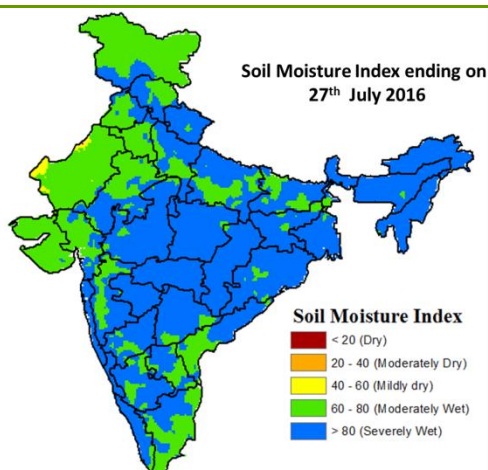 Soil Moisture Index ending on
27th July 2016
Soil Moisture Index
< 20 (Dry)
20 - 40 (Moderately Dry)
40 - 60 (Mildly dry)
60 - 80 (Moderately Wet)
> 80 (Severely Wet)